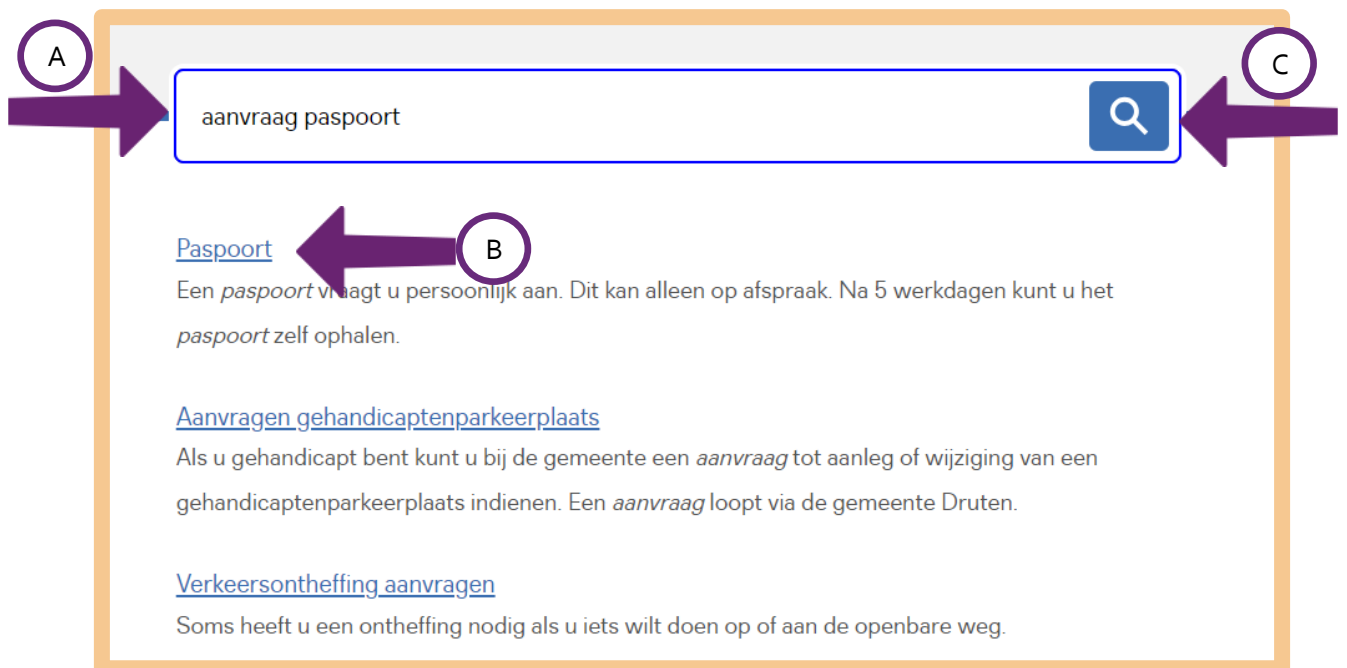 A
C
aanvraag paspoort
Paspoort
B
Een paspoort vraagt u persoonlijk aan. Dit kan alleen op afspraak. Na 5 werkdagen kunt u het
paspoort zelf ophalen.
Aanvragen gehandicaptenparkeerplaats
Als u gehandicapt bent kunt u bij de gemeente een aanvraag tot aanleg of wijziging van een
gehandicaptenparkeerplaats indienen. Een aanvraag loopt via de gemeente Druten.
Verkeersontheffing aanvragen
Soms heeft u een ontheffing nodig als u iets wilt doen op of aan de openbare weg.